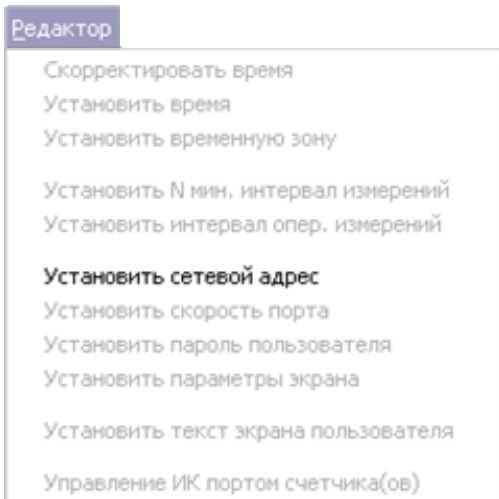 Редактор
Скорректировать время
Установить время
Установить временную зону
Установить N мин. интервал измерений
Установить интервал опер. измерений
Установить сетевой адрес
Установить скорость порта
Установить пароль пользователя
Установить параметры экрана
Установить текст экрана пользователя
Управление ИК портом счетчика(ов)